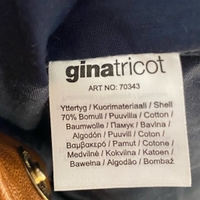 ginatricot
ART NO: 70343
Yttertyg / Kuorimateriaali / Shell
70% Bomull / Puuvilla / Cotton /
Baumwolle / Памук / Bavlna /
Algodón / Puuvill / Coton /
Βαμβακερό / Pamut / Cotone /
Medvilnė / Kokvilna / Katoen /
Bawełna / Algodão / Bombaž